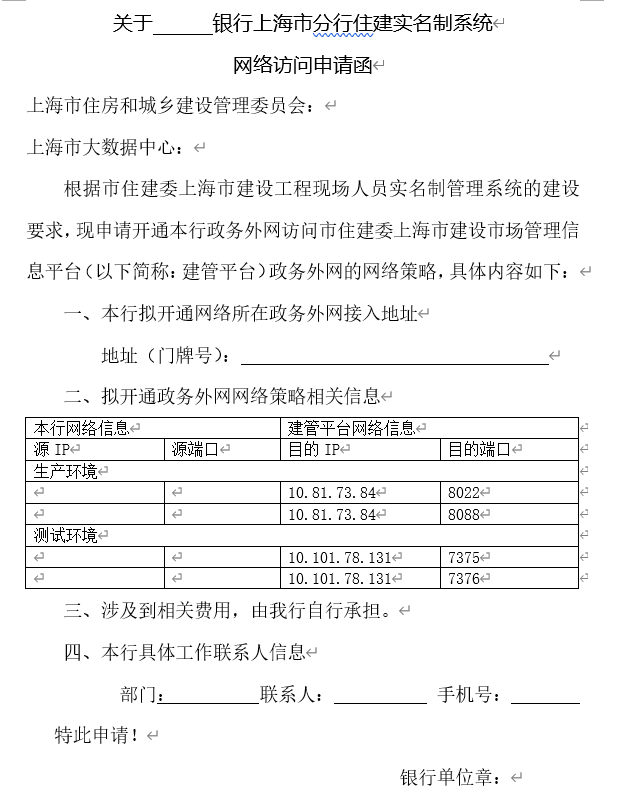 关于______银行上海市分行住建实名制系统
网络访问申请函
上海市住房和城乡建设管理委员会：
上海市大数据中心：
根据市住建委上海市建设工程现场人员实名制管理系统的建设
要求，现申请开通本行政务外网访问市住建委上海市建设市场管理信
息平台（以下简称：建管平台）政务外网的网络策略，具体内容如下：
一、本行拟开通网络所在政务外网接入地址
地址（门牌号）：
二、拟开通政务外网网络策略相关信息
本行网络信息 建管平台网络信息
源 IP 源端口 目的 IP 目的端口
生产环境
10.81.73.84 8022
10.81.73.84 8088
测试环境
10.101.78.131 7375
10.101.78.131 7376
三、涉及到相关费用，由我行自行承担。
四、本行具体工作联系人信息
部门： 联系人： 手机号：
特此申请！
银行单位章：